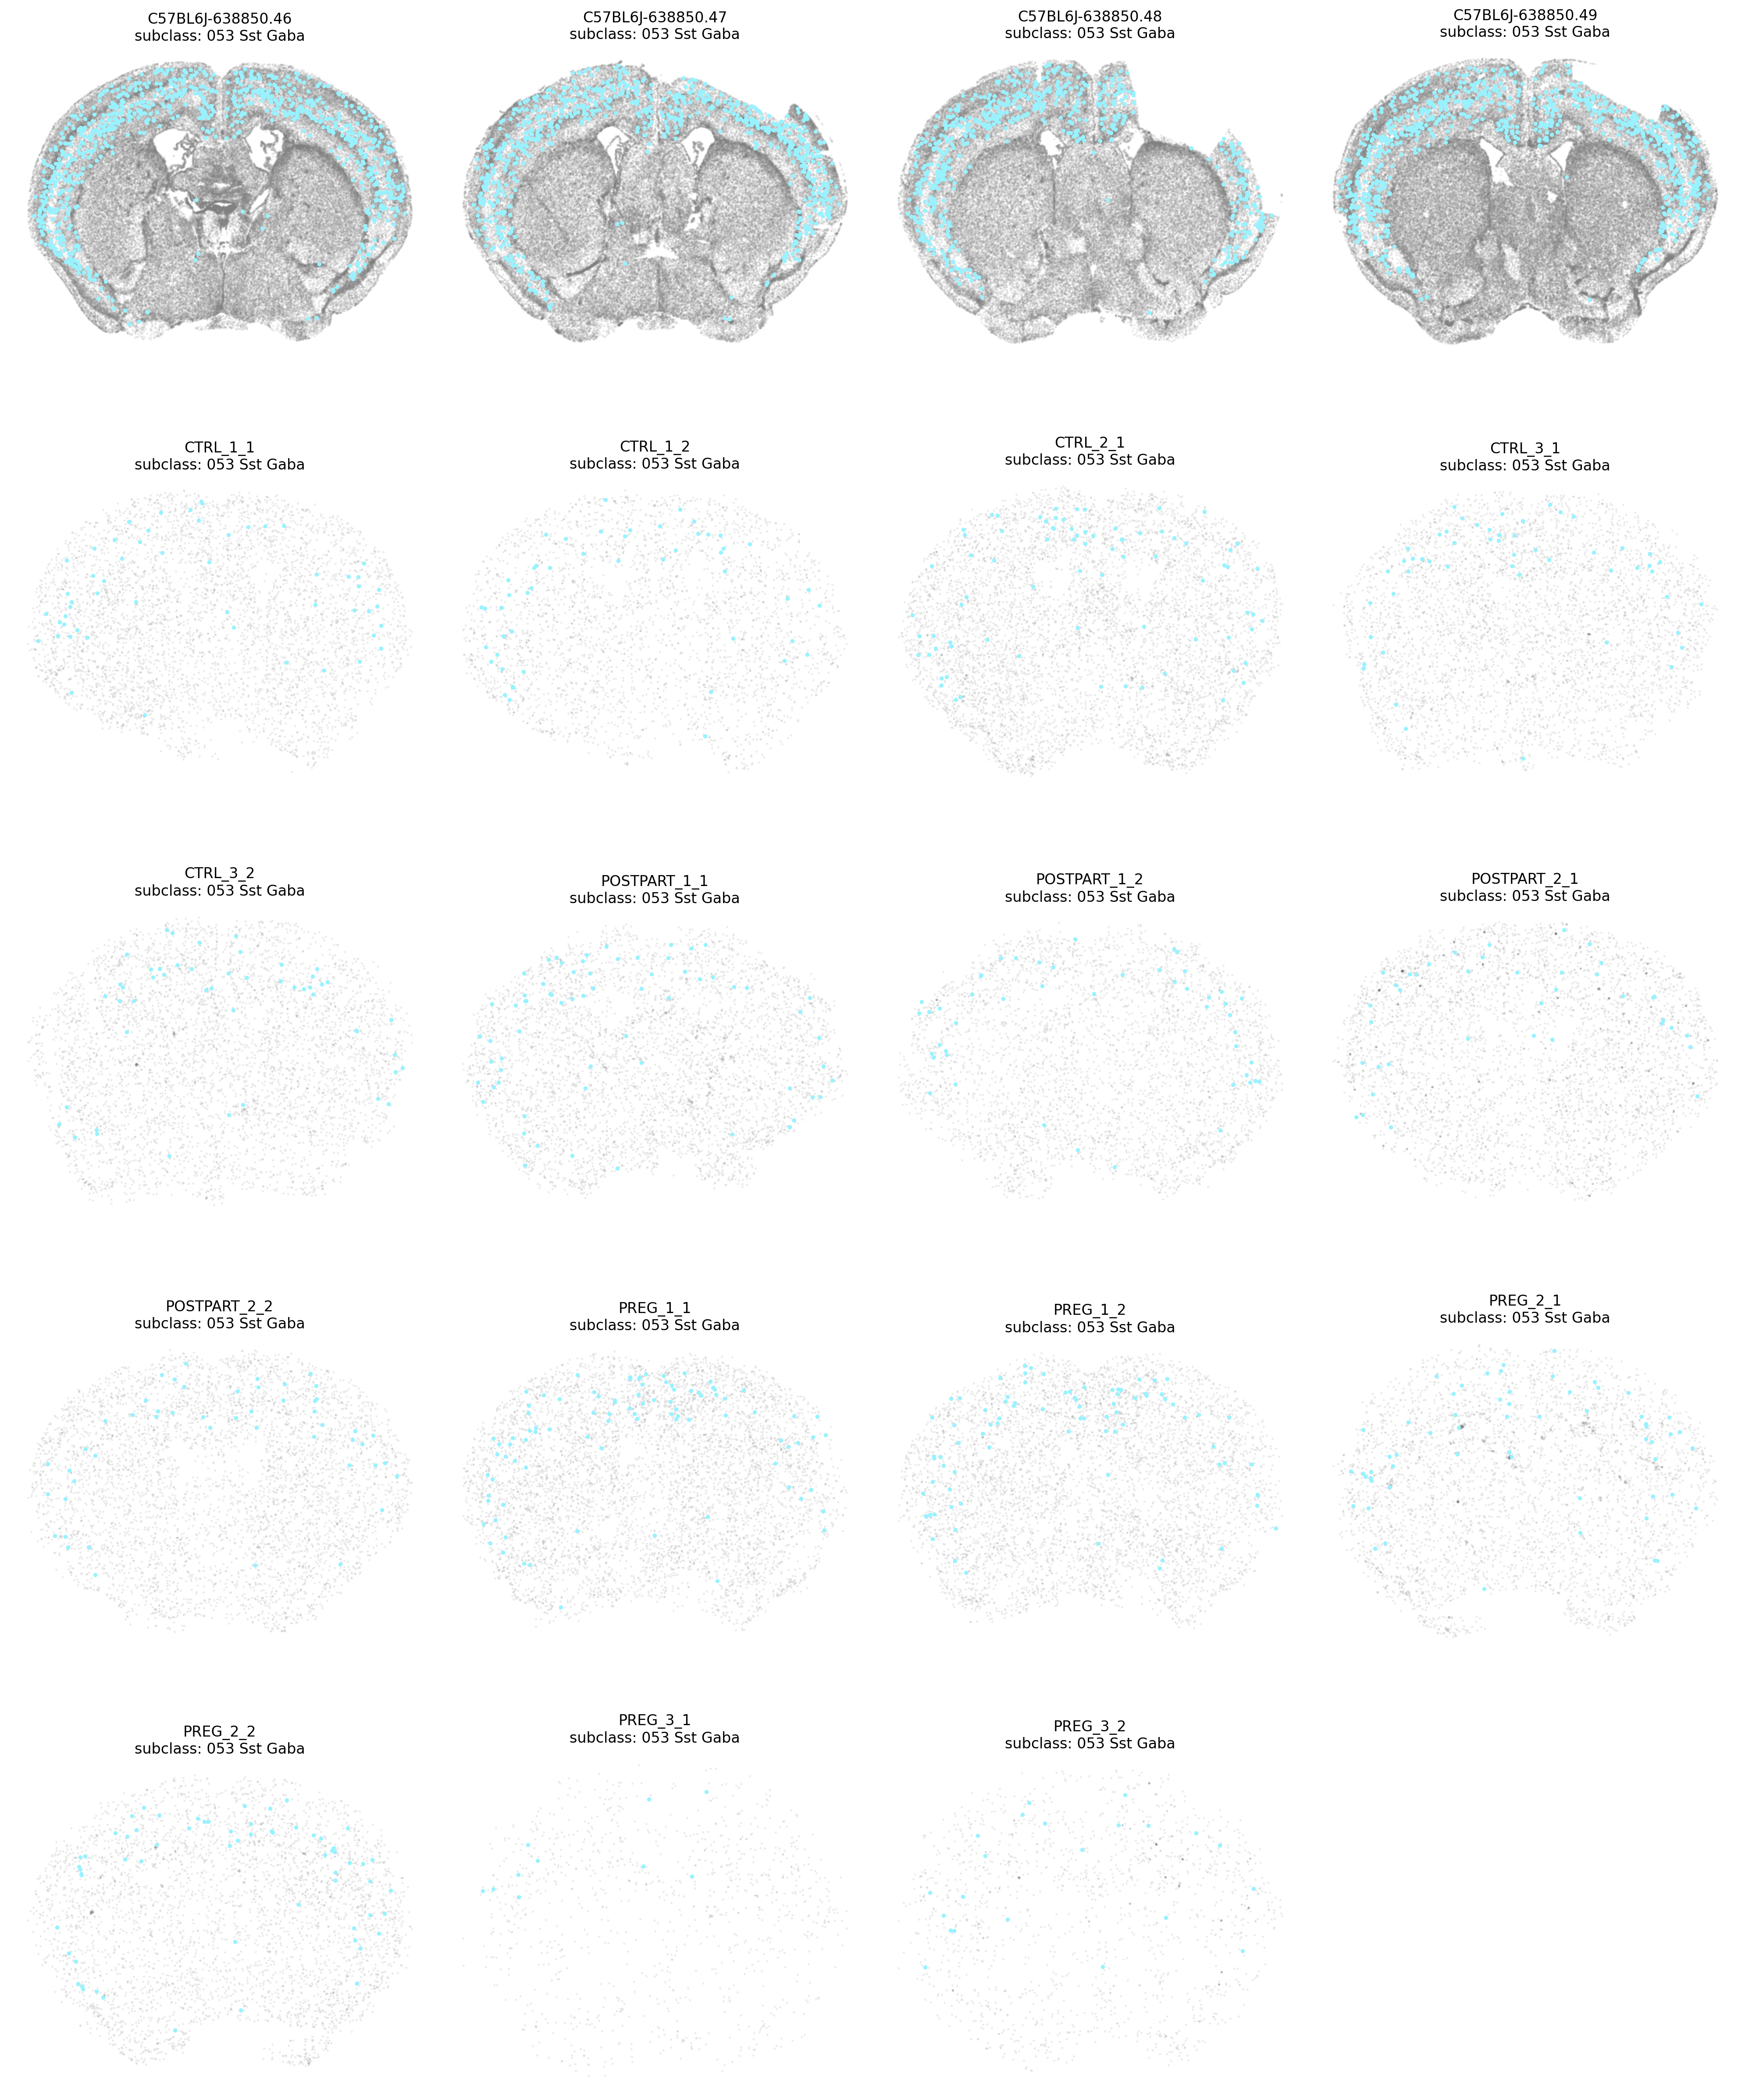 C57BL6J-638850.46
subclass: 053 Sst Gaba
C57BL6J-638850.47
subclass: 053 Sst Gaba
C57BL6J-638850.48
subclass: 053 Sst Gaba
C57BL6J-638850.49
subclass: 053 Sst Gaba
CTRL_1_1
subclass: 053 Sst Gaba
CTRL_1_2
subclass: 053 Sst Gaba
CTRL_2_1
subclass: 053 Sst Gaba
CTRL_3_1
subclass: 053 Sst Gaba
CTRL_3_2
subclass: 053 Sst Gaba
POSTPART_1_1
subclass: 053 Sst Gaba
POSTPART_1_2
subclass: 053 Sst Gaba
POSTPART_2_1
subclass: 053 Sst Gaba
POSTPART_2_2
subclass: 053 Sst Gaba
PREG_1_1
subclass: 053 Sst Gaba
PREG_1_2
subclass: 053 Sst Gaba
PREG_2_1
subclass: 053 Sst Gaba
PREG_2_2
subclass: 053 Sst Gaba
PREG_3_1
subclass: 053 Sst Gaba
PREG_3_2
subclass: 053 Sst Gaba